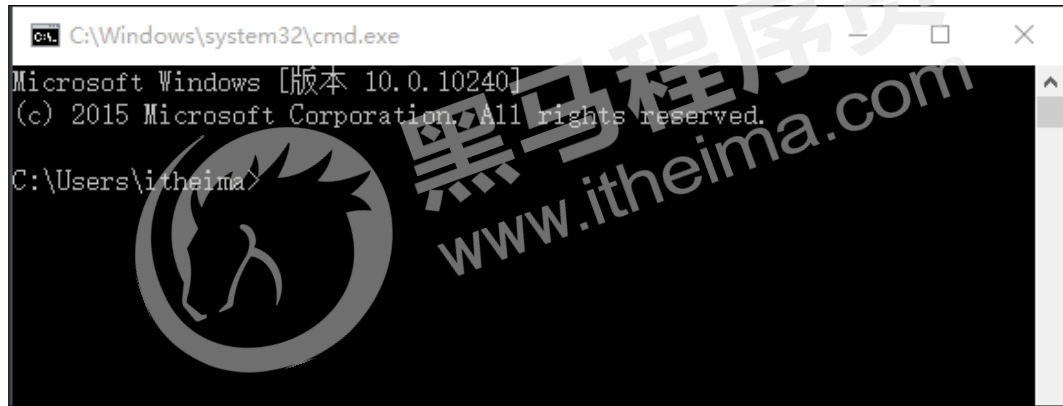 C:\Windows\system32\cmd.exe
Microsoft Windows [版本 10.0.10240]
(c) 2015 Microsoft Corporation. All rights reserved.
C:\Users\itheima>
黑马程序员
www.itheima.com